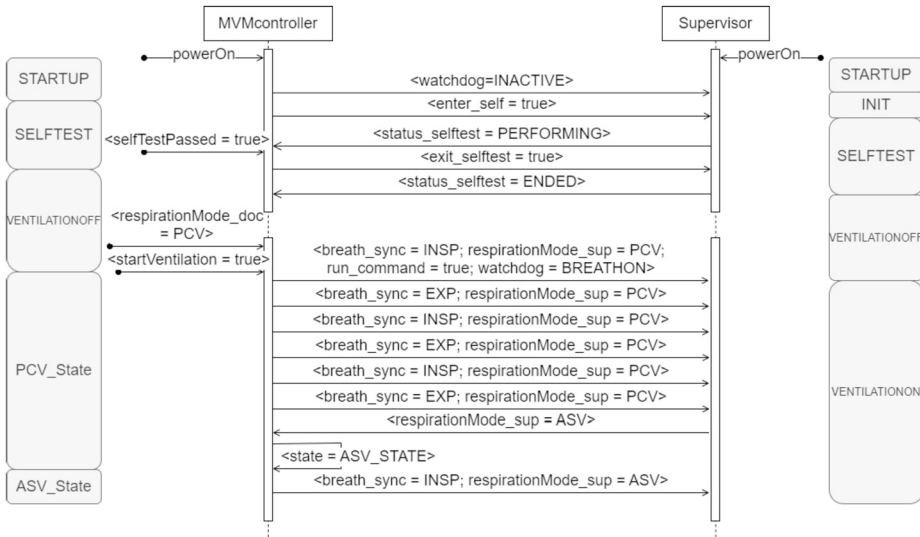 MVMcontroller
Supervisor
powerOn
powerOn
STARTUP
STARTUP
<watchdog=INACTIVE>
<enter_self = true>
INIT
SELFTEST
<status_selftest = PERFORMING>
<selfTestPassed = true>
<exit_selftest = true>
SELFTEST
<status_selftest = ENDED>
VENTILATIONOFF
<respirationMode_doc
= PCV>
VENTILATIONOFF
<startVentilation = true>
<breath_sync = INSP; respirationMode_sup = PCV;
run_command = true; watchdog = BREATHON>
<breath_sync = EXP; respirationMode_sup = PCV>
<breath_sync = INSP; respirationMode_sup = PCV>
<breath_sync = EXP; respirationMode_sup = PCV>
PCV_State
<breath_sync = INSP; respirationMode_sup = PCV>
<breath_sync = EXP; respirationMode_sup = PCV>
VENTILATIONON
<respirationMode_sup = ASV>
<state = ASV_STATE>
ASV_State
<breath_sync = INSP; respirationMode_sup = ASV>